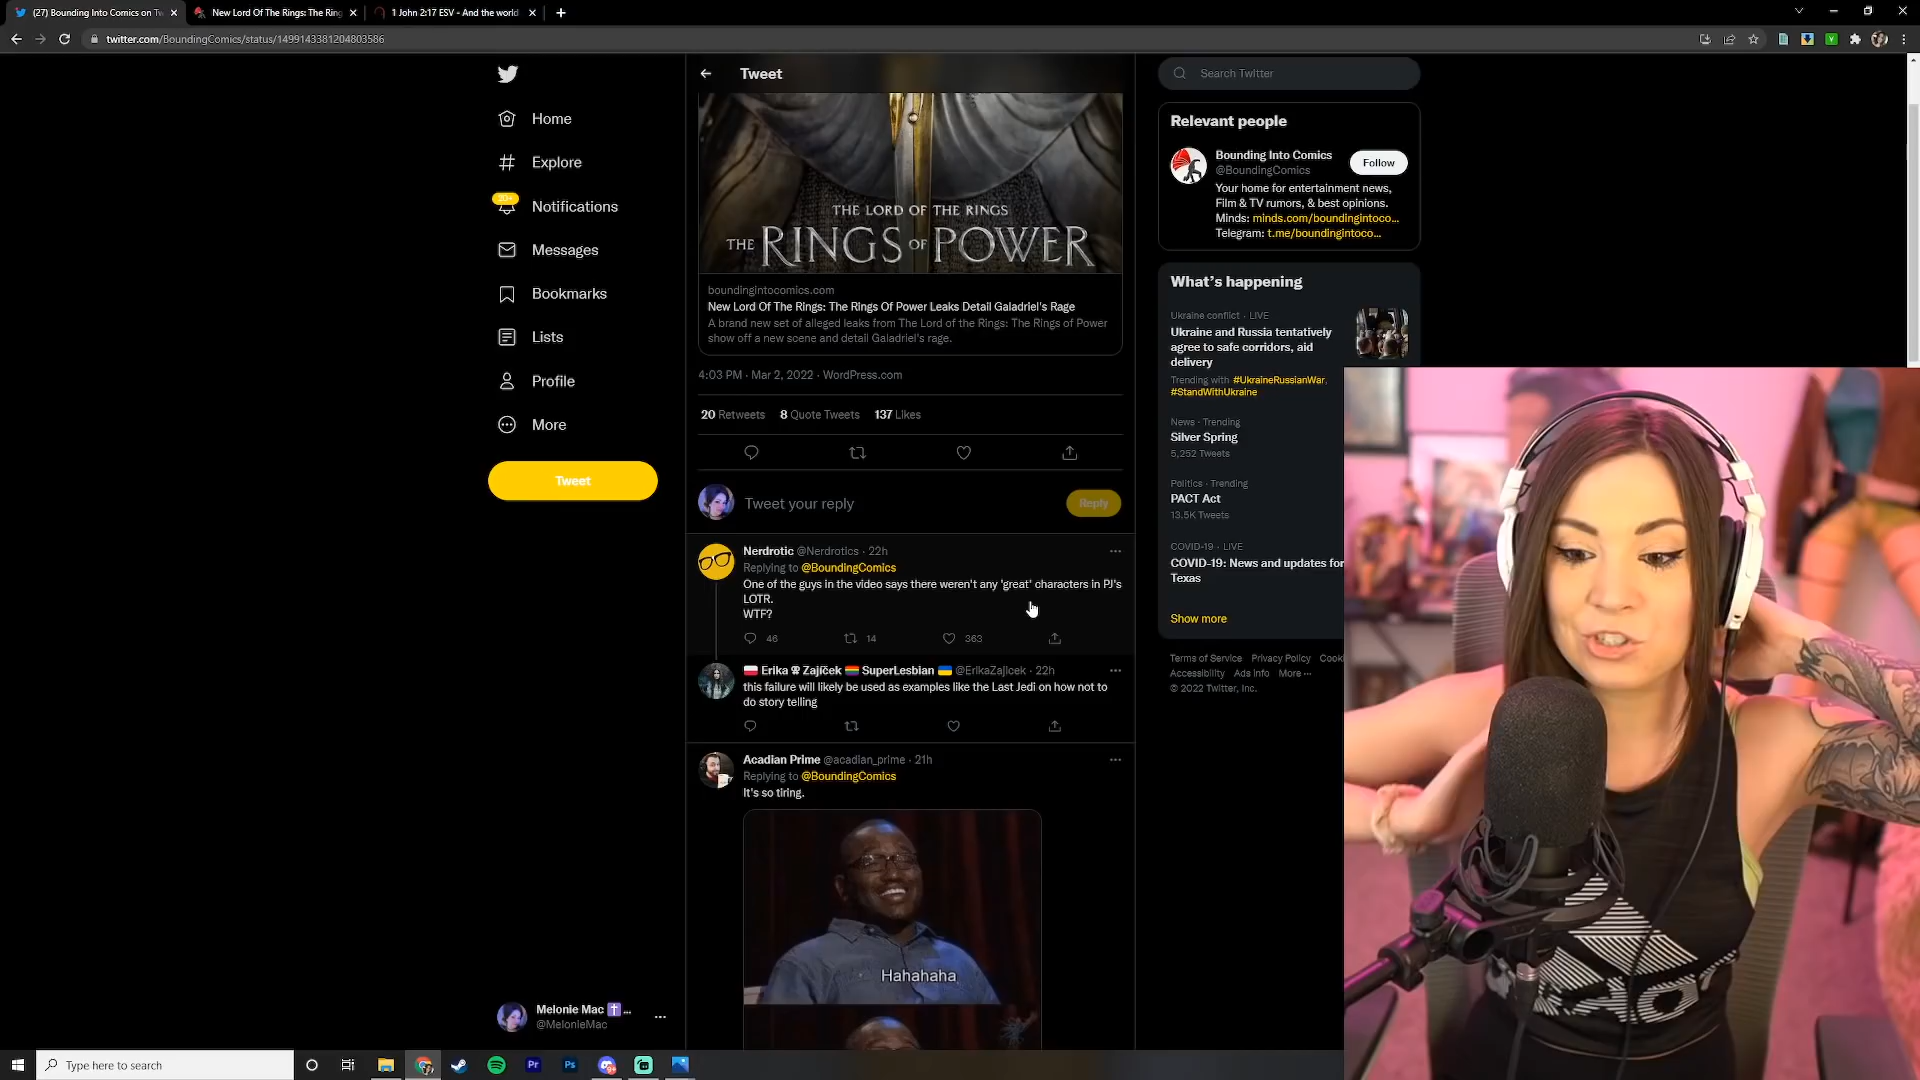 (27) Bounding Into Comics on Tw
New Lord Of The Rings: The Ring
1 John 2:17 ESV - And the world
twitter.com/BoundingComics/status/1499143381204803586
Home
Explore
20+
Notifications
Messages
Bookmarks
Lists
Profile
More
Tweet
Melonie Mac ✝️...
@MelonieMac
Tweet
THE LORD OF THE RINGS
THE RINGS OF POWER
boundingintocomics.com
New Lord Of The Rings: The Rings Of Power Leaks Detail Galadriel's Rage
A brand new set of alleged leaks from The Lord of the Rings: The Rings of Power
show off a new scene and detail Galadriel's rage.
4:03 PM · Mar 2, 2022 · WordPress.com
20 Retweets 8 Quote Tweets 137 Likes
Tweet your reply
Reply
Nerdrotic @Nerdrotics · 22h
Replying to @BoundingComics
One of the guys in the video says there weren't any 'great' characters in PJ's
LOTR.
WTF?
46 14 363
Erika Zajíček SuperLesbian @ErikaZajicek · 22h
this failure will likely be used as examples like the Last Jedi on how not to
do story telling
Acadian Prime @acadian_prime · 21h
Replying to @BoundingComics
It's so tiring.
Hahahaha
Search Twitter
Relevant people
Bounding Into Comics
@BoundingComics
Follow
Your home for entertainment news,
Film & TV rumors, & best opinions.
Minds: minds.com/boundingintoco...
Telegram: t.me/boundingintoco...
What's happening
Ukraine conflict · LIVE
Ukraine and Russia tentatively
agree to safe corridors, aid
delivery
Trending with #UkraineRussianWar,
#StandWithUkraine
News · Trending
Silver Spring
5,252 Tweets
Politics · Trending
PACT Act
13.5K Tweets
COVID-19 · LIVE
COVID-19: News and updates for
Texas
Show more
Terms of Service Privacy Policy Cook
Accessibility Ads info More ···
© 2022 Twitter, Inc.
Type here to search
Pr
Ps